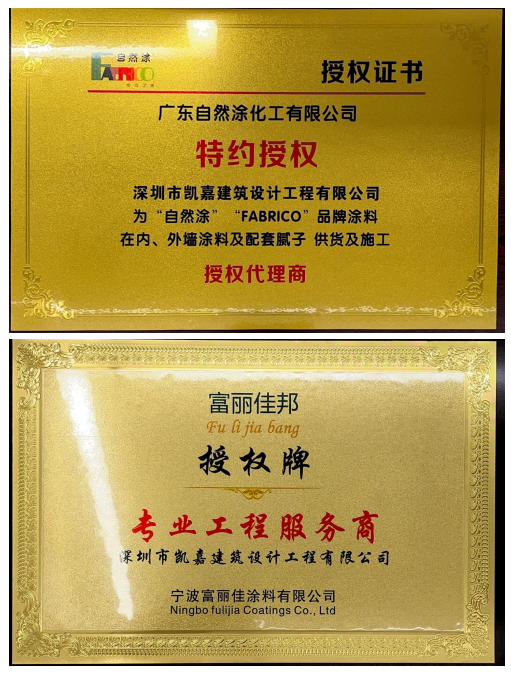 自然涂
FABRICO
授权证书
广东自然涂化工有限公司
特约授权
深圳市凯嘉建筑设计工程有限公司
为“自然涂”“FABRICO”品牌涂料
在内、外墙涂料及配套腻子 供货及施工
授权代理商
富丽佳邦
Fu li jia bang
授权牌
专业工程服务商
深圳市凯嘉建筑设计工程有限公司
宁波富丽佳涂料有限公司
Ningbo fulijia Coatings Co., Ltd